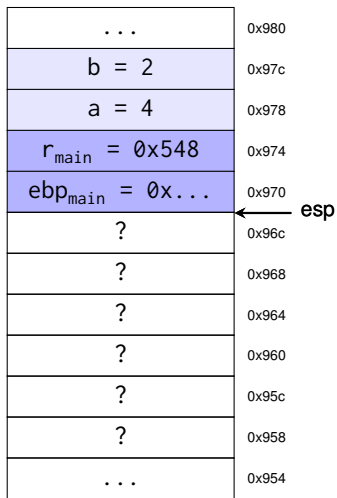 ... 0x980
b = 2 0x97c
a = 4 0x978
r_main = 0x548 0x974
ebp_main = 0x... 0x970
esp
? 0x96c
? 0x968
? 0x964
? 0x960
? 0x95c
? 0x958
... 0x954